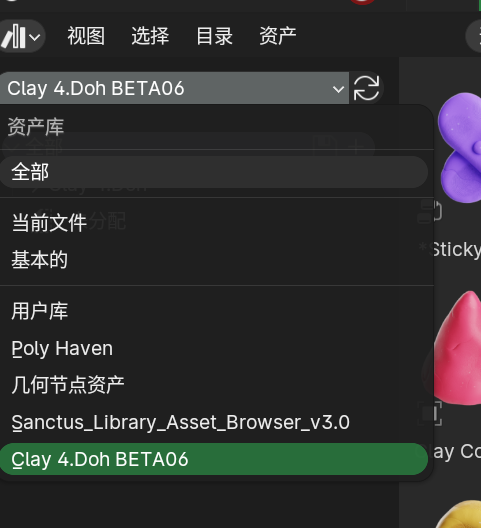 视图 选择 目录 资产
Clay 4.Doh BETA06
资产库
全部
当前文件
基本的
用户库
Poly Haven
几何节点资产
Sanctus_Library_Asset_Browser_v3.0
Clay 4.Doh BETA06
Sticky
lay Co